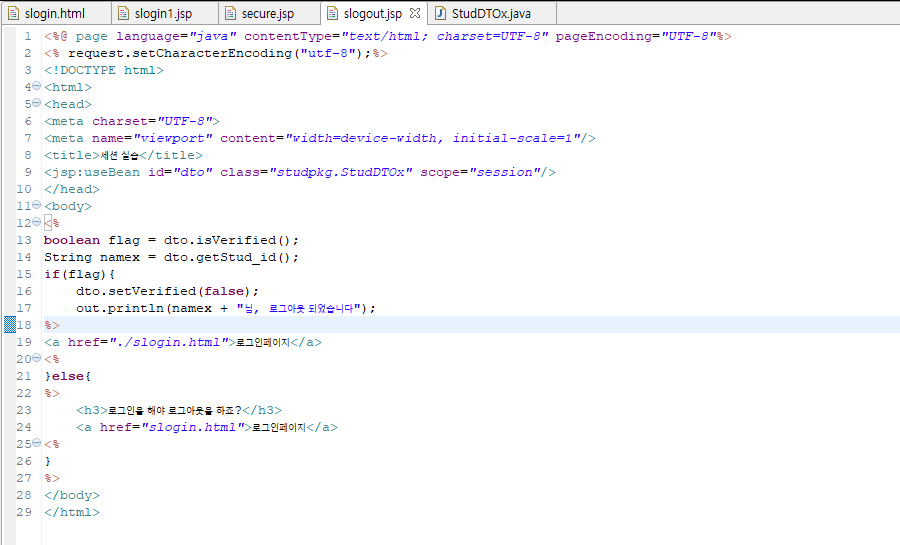 slogin.html slogin1.jsp secure.jsp slogout.jsp StudDTOx.java
1 <%@ page language="java" contentType="text/html; charset=UTF-8" pageEncoding="UTF-8"%>
2 <% request.setCharacterEncoding("utf-8");%>
3 <!DOCTYPE html>
4 <html>
5 <head>
6 <meta charset="UTF-8">
7 <meta name="viewport" content="width=device-width, initial-scale=1"/>
8 <title>세션 실습</title>
9 <jsp:useBean id="dto" class="studpkg.StudDTOx" scope="session"/>
10 </head>
11 <body>
12 <%
13 boolean flag = dto.isVerified();
14 String namex = dto.getStud_id();
15 if(flag){
16     dto.setVerified(false);
17     out.println(namex + "님, 로그아웃 되었습니다");
18 %>
19 <a href="./slogin.html">로그인페이지</a>
20 <%
21 }else{
22 %>
23     <h3>로그인을 해야 로그아웃을 하죠?</h3>
24     <a href="slogin.html">로그인페이지</a>
25 <%
26 }
27 %>
28 </body>
29 </html>